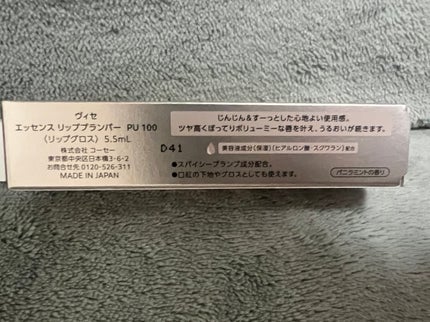 ヴィセ
エッセンス リッププランパー PU 100
(リップグロス) 5.5mL
株式会社 コーセー
東京都中央区日本橋3-6-2
お問合せ先 0120-526-311
MADE IN JAPAN
D41
じんじん&すーっとした心地よい使用感。
ツヤ高くぽってりボリューミーな唇を叶え、うるおいが続きます。
美容液成分(保湿)[ヒアルロン酸・スクワラン]配合
●スパイシープランプ成分配合。
●口紅の下地やグロスとしても使えます。
バニラミントの香り